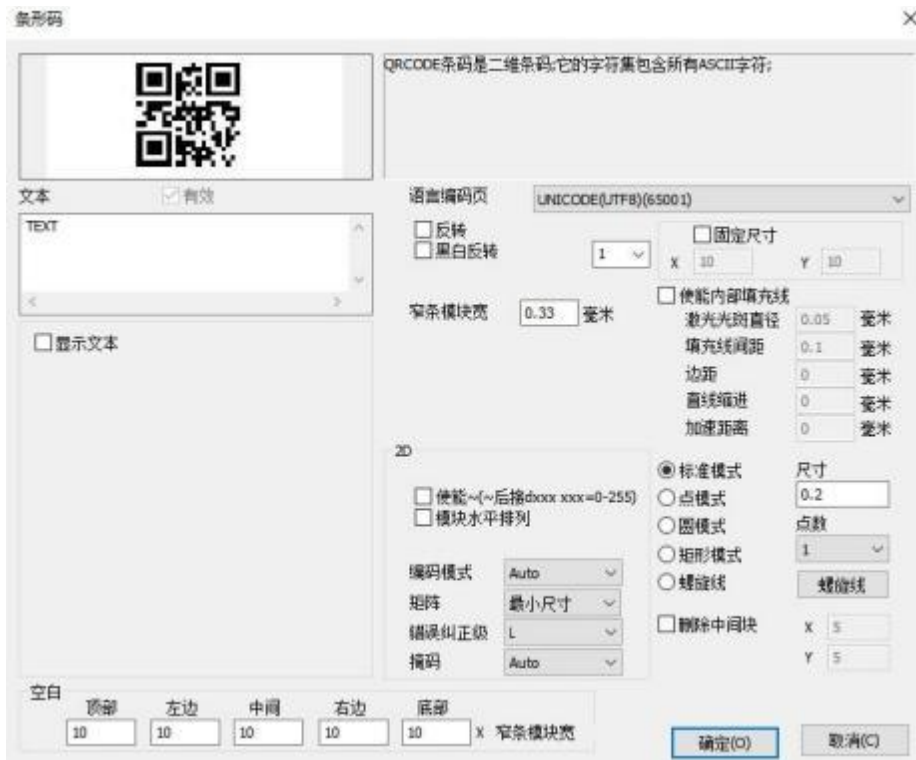 条形码
QRCODE条码是二维条码;它的字符集包含所有ASCII字符;
文本
有效
TEXT
显示文本
语言编码页
UNICODE(UTF8)(65001)
反转
黑白反转
1
固定尺寸
X 10 Y 10
窄条模块宽 0.33 毫米
使能内部填充线
激光光斑直径 0.05 毫米
填充线间距 0.1 毫米
边距 0 毫米
直线缩进 0 毫米
加速距离 0 毫米
2D
使能~(~后接dxxx xxx=0-255)
模块水平排列
编码模式 Auto
矩阵 最小尺寸
错误纠正级 L
掩码 Auto
标准模式
点模式
圆模式
矩形模式
螺旋线
尺寸
0.2
点数
1
螺旋线
删除中间块
X 5
Y 5
空白
顶部 左边 中间 右边 底部
10 10 10 10 10 X 窄条模块宽
确定(O) 取消(C)